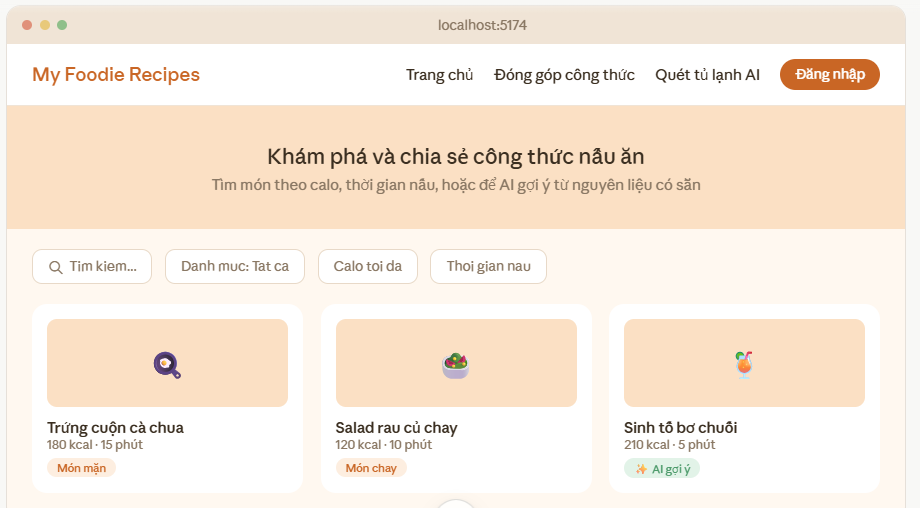 localhost:5174
My Foodie Recipes Trang chủ Đóng góp công thức Quét tủ lạnh AI Đăng nhập
Khám phá và chia sẻ công thức nấu ăn
Tìm món theo calo, thời gian nấu, hoặc để AI gợi ý từ nguyên liệu có sẵn
Tim kiem... Danh muc: Tat ca Calo toi da Thoi gian nau
Trứng cuộn cà chua
180 kcal · 15 phút
Món mặn
Salad rau củ chay
120 kcal · 10 phút
Món chay
Sinh tố bơ chuối
210 kcal · 5 phút
AI gợi ý